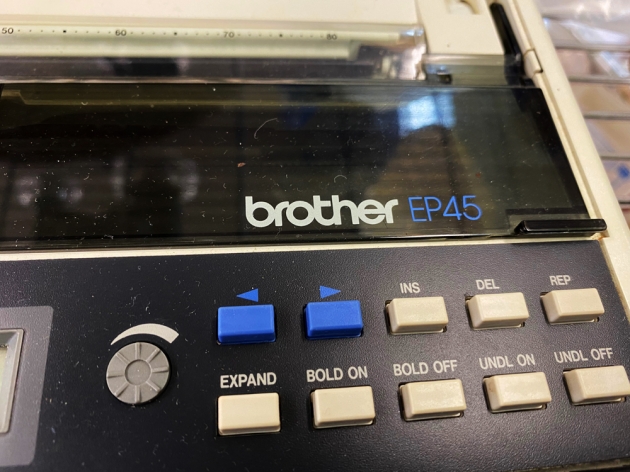 50 60 70 80
brother EP45
INS DEL REP
EXPAND BOLD ON BOLD OFF UNDL ON UNDL OFF